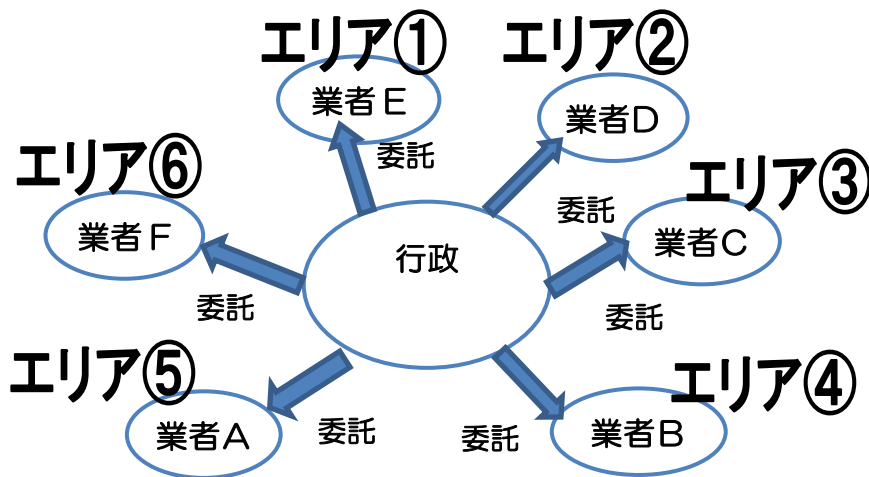 エリア①
エリア②
業者E
業者D
委託
エリア⑥
エリア③
委託
業者F
行政
業者C
委託
委託
エリア⑤
エリア④
業者A
委託
委託
業者B